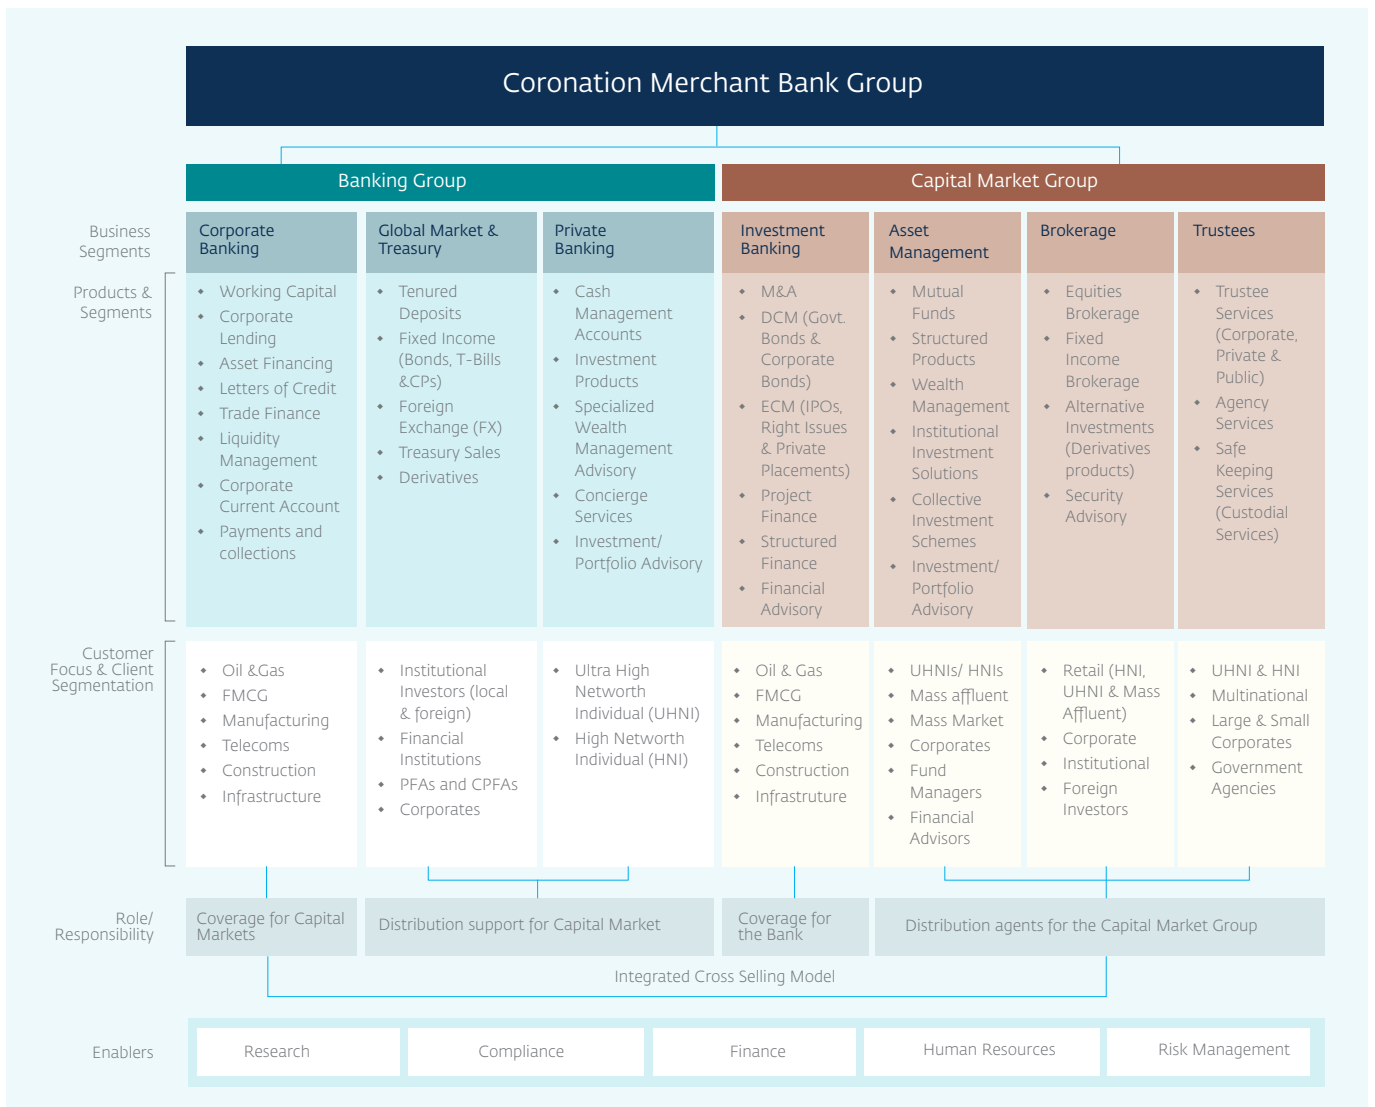 Coronation Merchant Bank Group
Banking Group
Capital Market Group
Business
Segments
Corporate
Banking
Global Market &
Treasury
Private
Banking
Investment
Banking
Asset
Management
Brokerage
Trustees
Products &
Segments
Working Capital
Corporate
Lending
Asset Financing
Letters of Credit
Trade Finance
Liquidity
Management
Corporate
Current Account
Payments and
collections
Tenured
Deposits
Fixed Income
(Bonds, T-Bills
&CPs)
Foreign
Exchange (FX)
Treasury Sales
Derivatives
Cash
Management
Accounts
Investment
Products
Specialized
Wealth
Management
Advisory
Concierge
Services
Investment/
Portfolio Advisory
M&A
DCM (Govt.
Bonds &
Corporate
Bonds)
ECM (IPOs,
Right Issues
& Private
Placements)
Project
Finance
Structured
Finance
Financial
Advisory
Mutual
Funds
Structured
Products
Wealth
Management
Institutional
Investment
Solutions
Collective
Investment
Schemes
Investment/
Portfolio
Advisory
Equities
Brokerage
Fixed
Income
Brokerage
Alternative
Investments
(Derivatives
products)
Security
Advisory
Trustee
Services
(Corporate,
Private &
Public)
Agency
Services
Safe
Keeping
Services
(Custodial
Services)
Customer
Focus & Client
Segmentation
Oil &Gas
FMCG
Manufacturing
Telecoms
Construction
Infrastructure
Institutional
Investors (local
& foreign)
Financial
Institutions
PFAs and CPFAs
Corporates
Ultra High
Networth
Individual (UHNI)
High Networth
Individual (HNI)
Oil & Gas
FMCG
Manufacturing
Telecoms
Construction
Infrastruture
UHNIs/ HNIs
Mass affluent
Mass Market
Corporates
Fund
Managers
Financial
Advisors
Retail (HNI,
UHNI & Mass
Affluent)
Corporate
Institutional
Foreign
Investors
UHNI & HNI
Multinational
Large & Small
Corporates
Government
Agencies
Role/
Responsibility
Coverage for Capital
Markets
Distribution support for Capital Market
Coverage for
the Bank
Distribution agents for the Capital Market Group
Integrated Cross Selling Model
Enablers
Research
Compliance
Finance
Human Resources
Risk Management